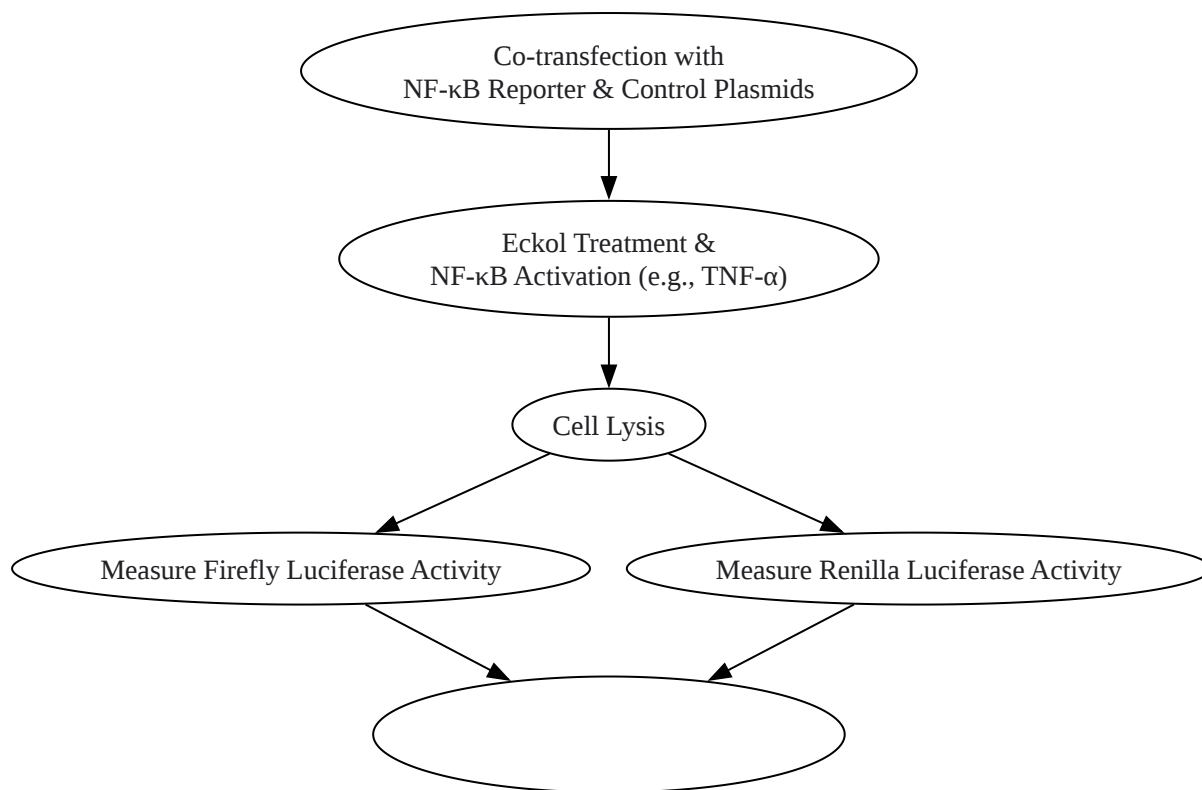 Co-transfection with
NF-κB Reporter & Control Plasmids
Eckol Treatment &
NF-κB Activation (e.g., TNF-α)
Cell Lysis
Measure Firefly Luciferase Activity
Measure Renilla Luciferase Activity